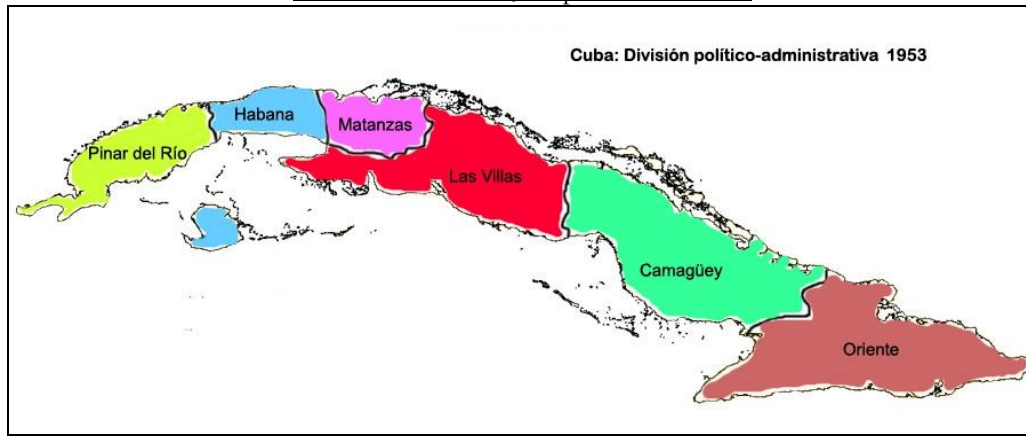 Cuba: División político-administrativa 1953
Habana
Matanzas
Pinar del Río
Las Villas
Camagüey
Oriente